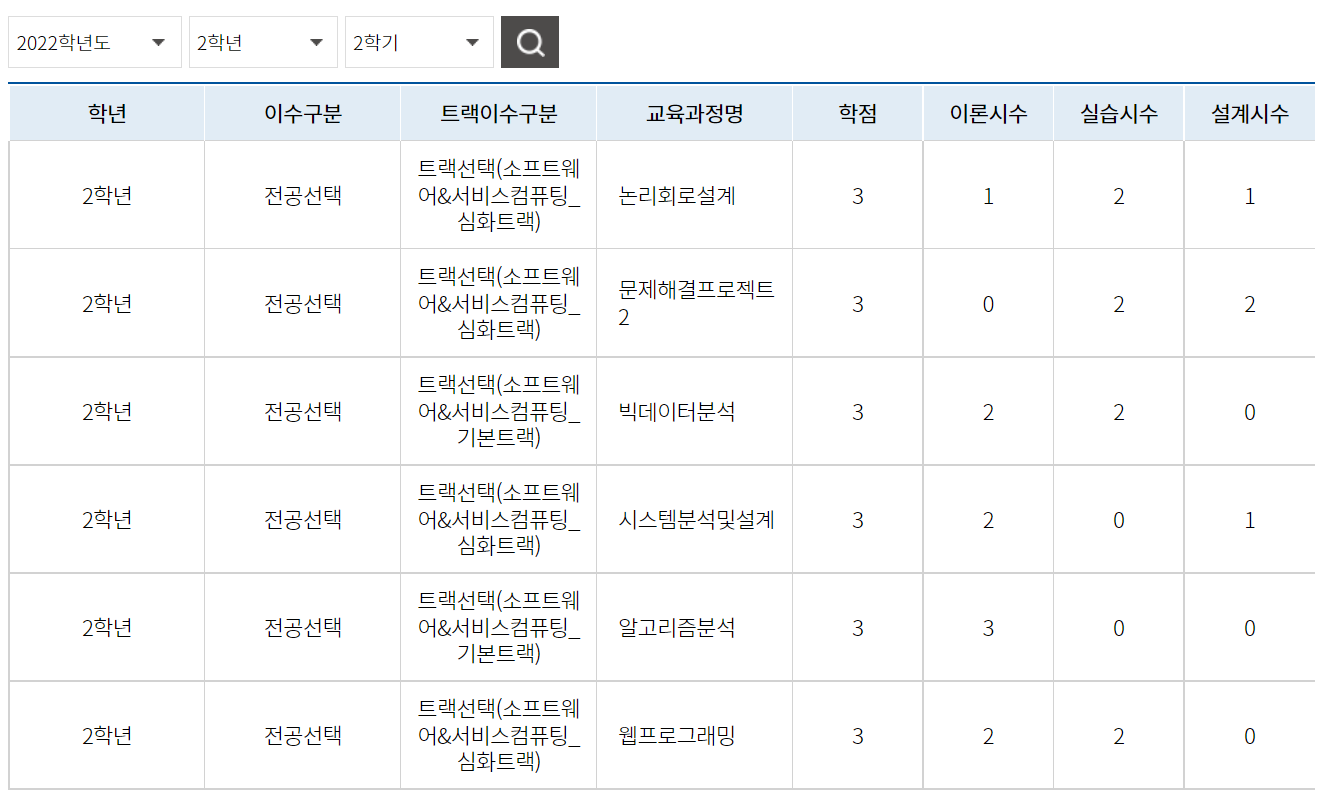 2022학년도 2학년 2학기
학년 이수구분 트랙이수구분 교육과정명 학점 이론시수 실습시수 설계시수
트랙선택(소프트웨
2학년 전공선택 어&서비스컴퓨팅_ 논리회로설계 3 1 2 1
심화트랙)
트랙선택(소프트웨
문제해결프로젝트
2학년 전공선택 어&서비스컴퓨팅_ 3 0 2 2
2
심화트랙)
트랙선택(소프트웨
2학년 전공선택 어&서비스컴퓨팅_ 빅데이터분석 3 2 2 0
기본트랙)
트랙선택(소프트웨
2학년 전공선택 어&서비스컴퓨팅_ 시스템분석및설계 3 2 0 1
심화트랙)
트랙선택(소프트웨
2학년 전공선택 어&서비스컴퓨팅_ 알고리즘분석 3 3 0 0
기본트랙)
트랙선택(소프트웨
2학년 전공선택 어&서비스컴퓨팅_ 웹프로그래밍 3 2 2 0
심화트랙)